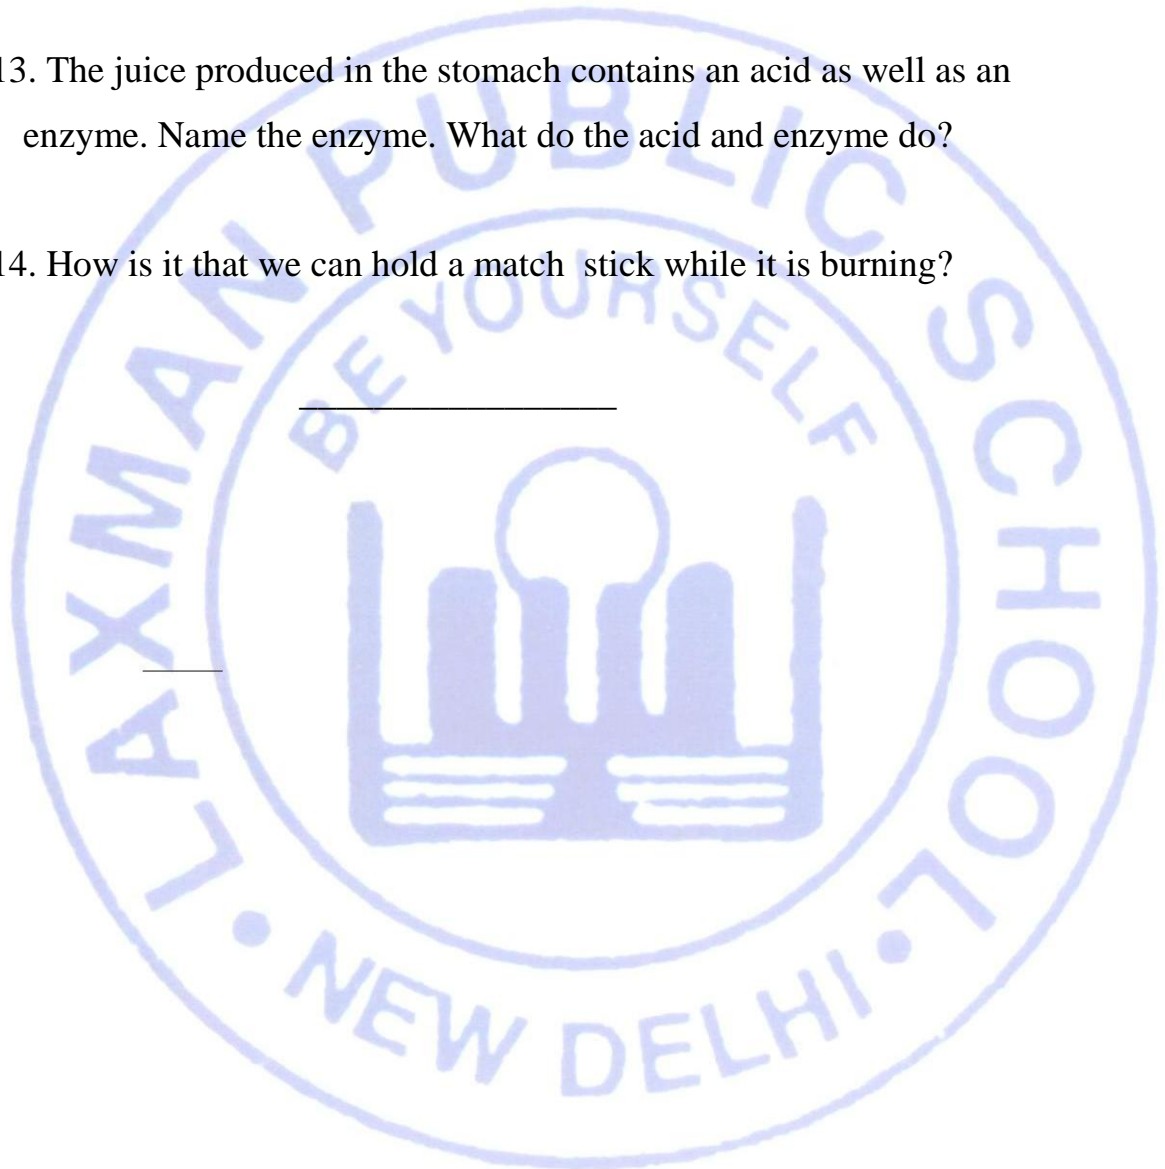 13. The juice produced in the stomach contains an acid as well as an
enzyme. Name the enzyme. What do the acid and enzyme do?
14. How is it that we can hold a match stick while it is burning?
LAXMAN PUBLIC SCHOOL
BE YOURSELF
• NEW DELHI •